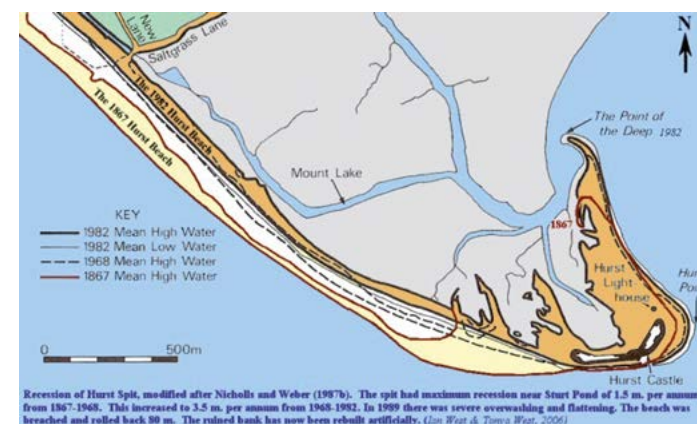 N
New
Lane
Saltgrass Lane
The 1982 Hurst Beach
The 1867 Hurst Beach
The Point of
the Deep 1982
Mount Lake
1867
KEY
1982 Mean High Water
1982 Mean Low Water
1968 Mean High Water
1867 Mean High Water
Hurst
Light-
house
0 500m
Hurst Castle
Recession of Hurst Spit, modified after Nicholls and Weber (1987b). The spit had maximum recession near Sturt Pond of 1.5 m. per annum
from 1867-1968. This increased to 3.5 m. per annum from 1968-1982. In 1989 there was severe overwashing and flattening. The beach was
breached and rolled back 80 m. The ruined bank has now been rebuilt artificially. (Ian West & Tonya West, 2006)